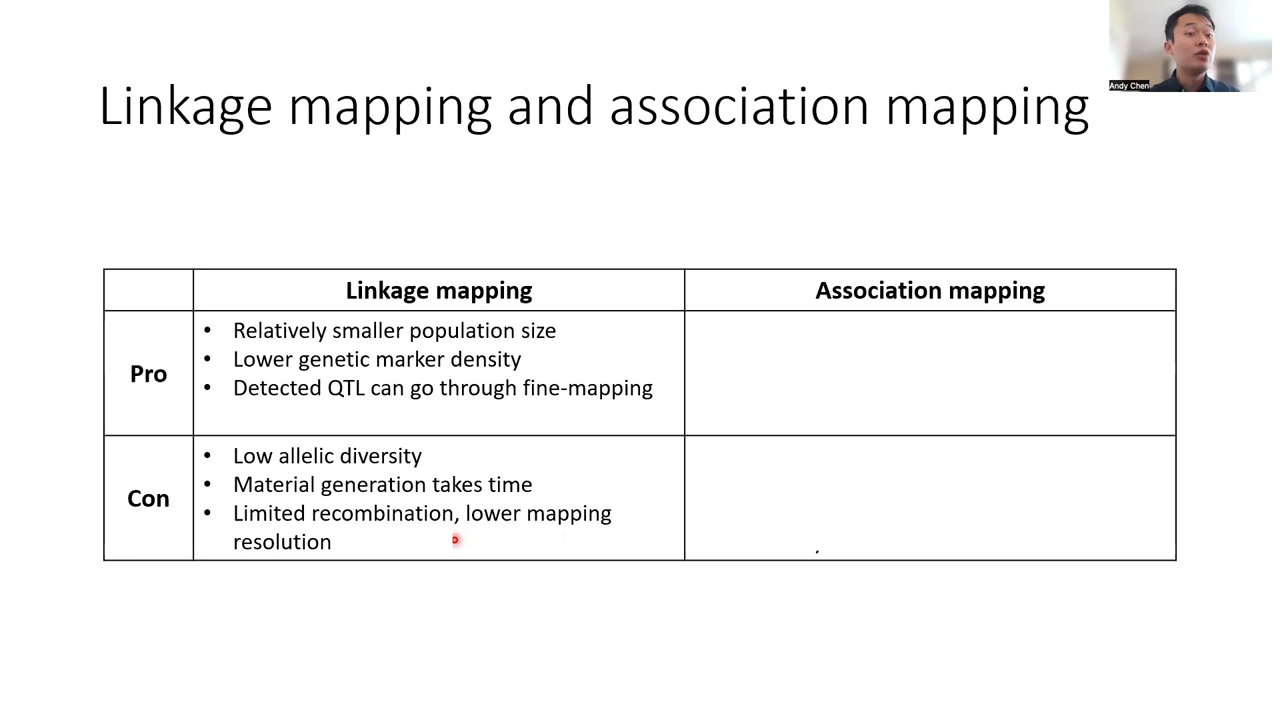 Andy Chen
Linkage mapping and association mapping
Linkage mapping
Association mapping
Pro
• Relatively smaller population size
• Lower genetic marker density
• Detected QTL can go through fine-mapping
Con
• Low allelic diversity
• Material generation takes time
• Limited recombination, lower mapping
resolution